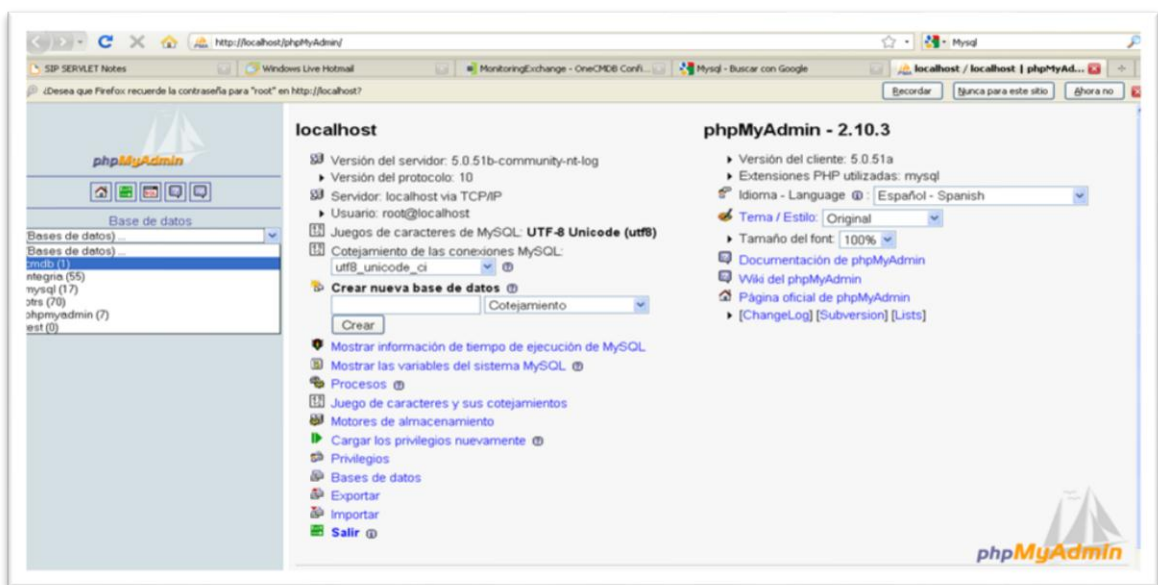 http://localhost/phpMyAdmin/
Mysql
SIP SERVLET Notes
Windows Live Hotmail
MonitoringExchange - OneCMDB Confi...
Mysql - Buscar con Google
localhost / localhost | phpMyAd...
¿Desea que Firefox recuerde la contraseña para "root" en http://localhost?
Recordar
Nunca para este sitio
Ahora no
phpMyAdmin
Base de datos
(Bases de datos) ...
(Bases de datos) ...
cmdb (1)
integria (55)
mysql (17)
otrs (70)
phpmyadmin (7)
test (0)
localhost
Versión del servidor: 5.0.51b-community-nt-log
Versión del protocolo: 10
Servidor: localhost via TCP/IP
Usuario: root@localhost
Juegos de caracteres de MySQL: UTF-8 Unicode (utf8)
Cotejamiento de las conexiones MySQL:
utf8_unicode_ci
Crear nueva base de datos
Cotejamiento
Crear
Mostrar información de tiempo de ejecución de MySQL
Mostrar las variables del sistema MySQL
Procesos
Juego de caracteres y sus cotejamientos
Motores de almacenamiento
Cargar los privilegios nuevamente
Privilegios
Bases de datos
Exportar
Importar
Salir
phpMyAdmin - 2.10.3
Versión del cliente: 5.0.51a
Extensiones PHP utilizadas: mysql
Idioma - Language : Español - Spanish
Tema / Estilo: Original
Tamaño del font: 100%
Documentación de phpMyAdmin
Wiki del phpMyAdmin
Página oficial de phpMyAdmin
[ChangeLog] [Subversion] [Lists]
phpMyAdmin